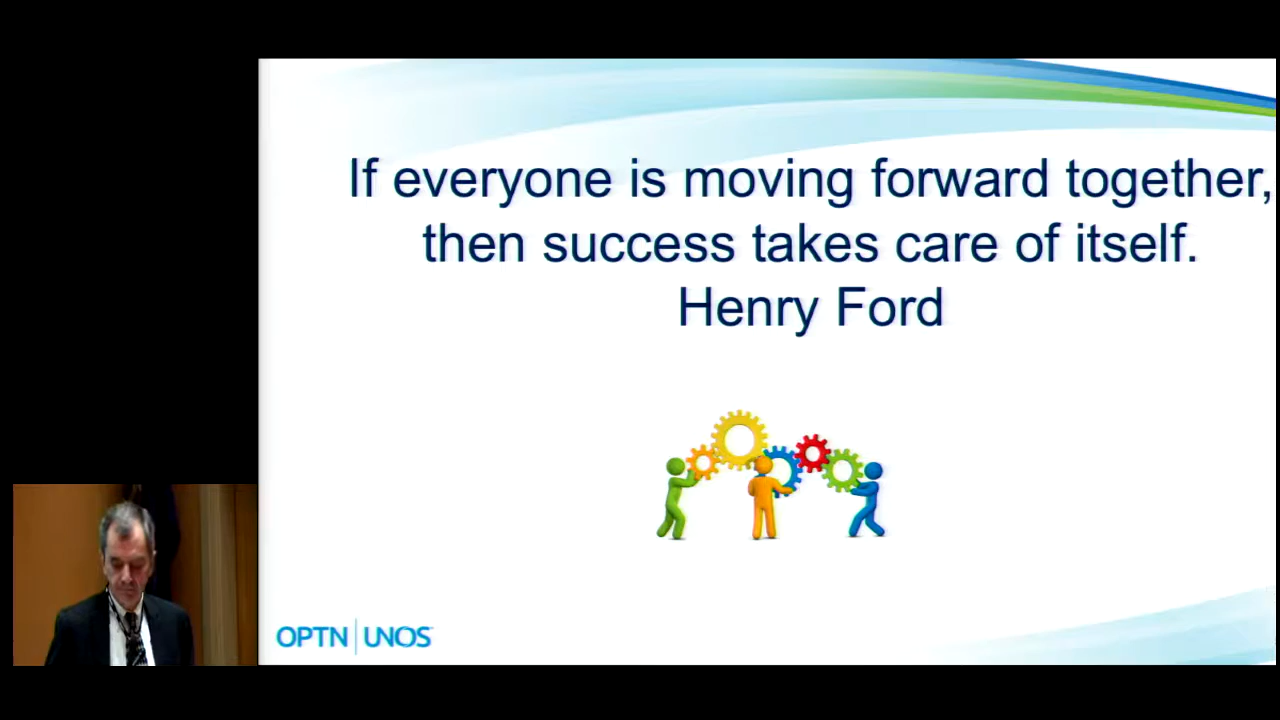 If everyone is moving forward together,
then success takes care of itself.
Henry Ford
OPTN UNOS